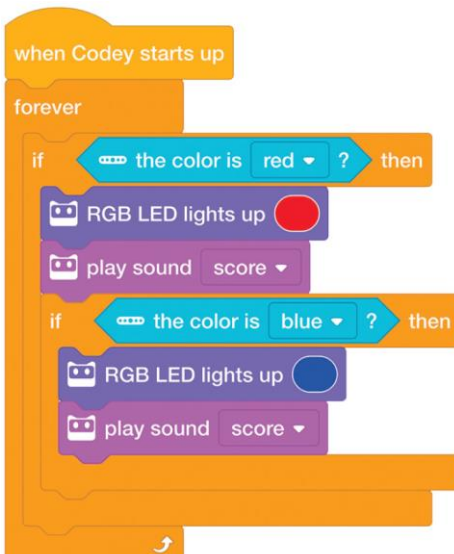 when Codey starts up
forever
if the color is red ? then
RGB LED lights up
play sound score
if the color is blue ? then
RGB LED lights up
play sound score